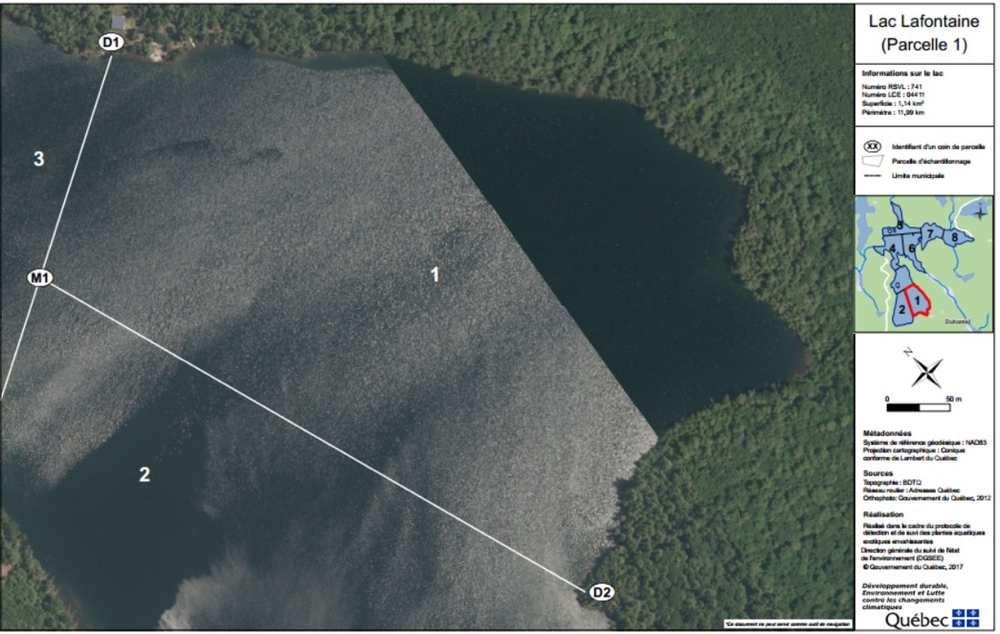 D1
3
M1
1
2
D2
*Ce document ne peut servir comme outil de navigation
Lac Lafontaine
(Parcelle 1)
Informations sur le lac
Numéro RSVL : 741
Numéro LCE : 04411
Superficie : 1,14 km²
Périmètre : 11,99 km
XX Identifiant d'un coin de parcelle
Parcelle d'échantillonnage
Limite municipale
5
7
8
4
6
1
2
Duhamel
N
0 50 m
Métadonnées
Système de référence géodésique : NAD83
Projection cartographique : Conique
conforme de Lambert du Québec
Sources
Topographie : BDTQ
Réseau routier : Adresses Québec
Orthophoto: Gouvernement du Québec, 2012
Réalisation
Réalisé dans le cadre du protocole de
détection et de suivi des plantes aquatiques
exotiques envahissantes
Direction générale du suivi de l'état
de l'environnement (DGSEE)
© Gouvernement du Québec, 2017
Développement durable,
Environnement et Lutte
contre les changements
climatiques
Québec